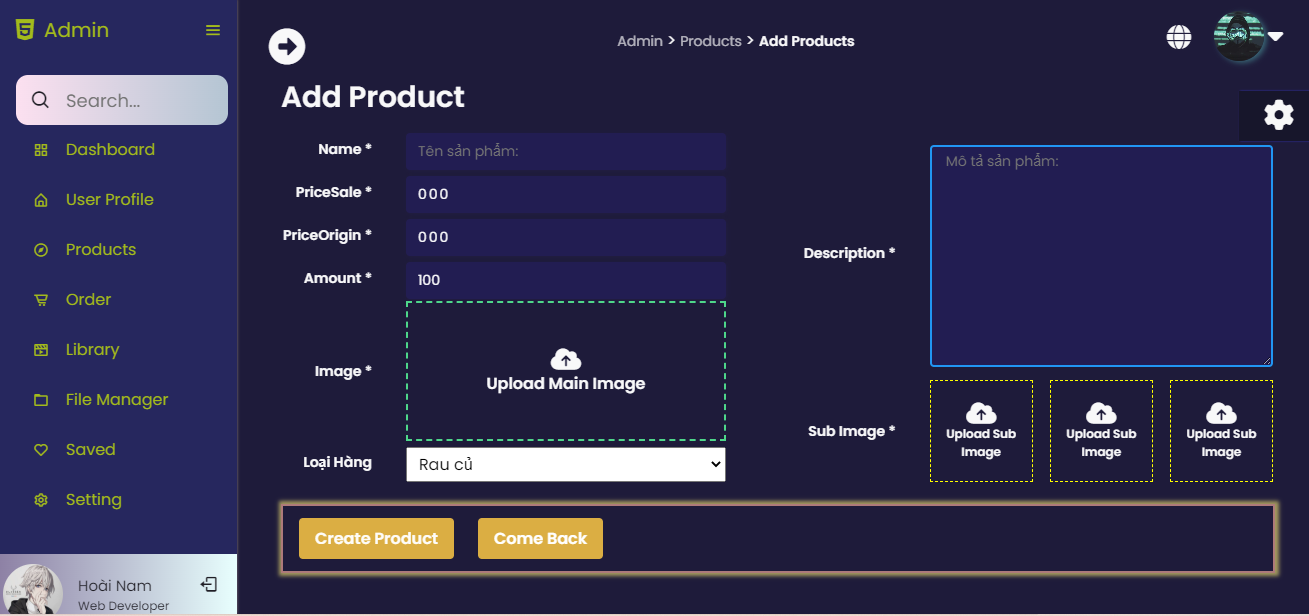 Admin
Search...
Dashboard
User Profile
Products
Order
Library
File Manager
Saved
Setting
Hoài Nam
Web Developer
Admin > Products > Add Products
Add Product
Name *
Tên sản phẩm:
PriceSale *
000
PriceOrigin *
000
Amount *
100
Image *
Upload Main Image
Loại Hàng
Rau củ
Description *
Mô tả sản phẩm:
Sub Image *
Upload Sub
Image
Upload Sub
Image
Upload Sub
Image
Create Product
Come Back